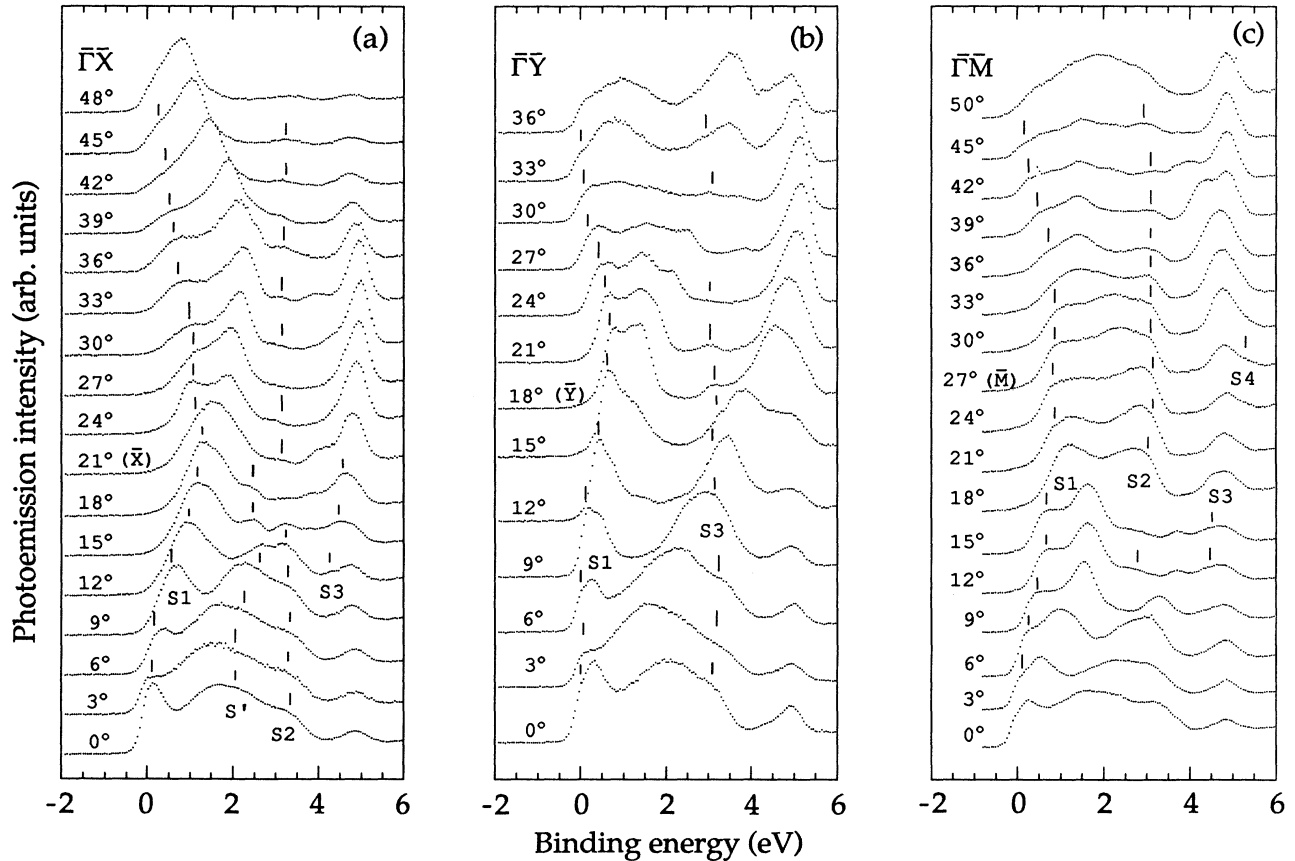 Photoemission intensity (arb. units)
(a)
Γ̄X̄
48°
45°
42°
39°
36°
33°
30°
27°
24°
21° (X̄)
18°
15°
12°
9°
6°
3°
0°
S1
S3
S'
S2
-2 0 2 4 6
(b)
Γ̄Ȳ
36°
33°
30°
27°
24°
21°
18° (Ȳ)
15°
12°
9°
6°
3°
0°
S1
S3
-2 0 2 4 6
(c)
Γ̄M̄
50°
45°
42°
39°
36°
33°
30°
27° (M̄)
24°
21°
18°
15°
12°
9°
6°
3°
0°
S4
S1
S2
S3
-2 0 2 4 6
Binding energy (eV)